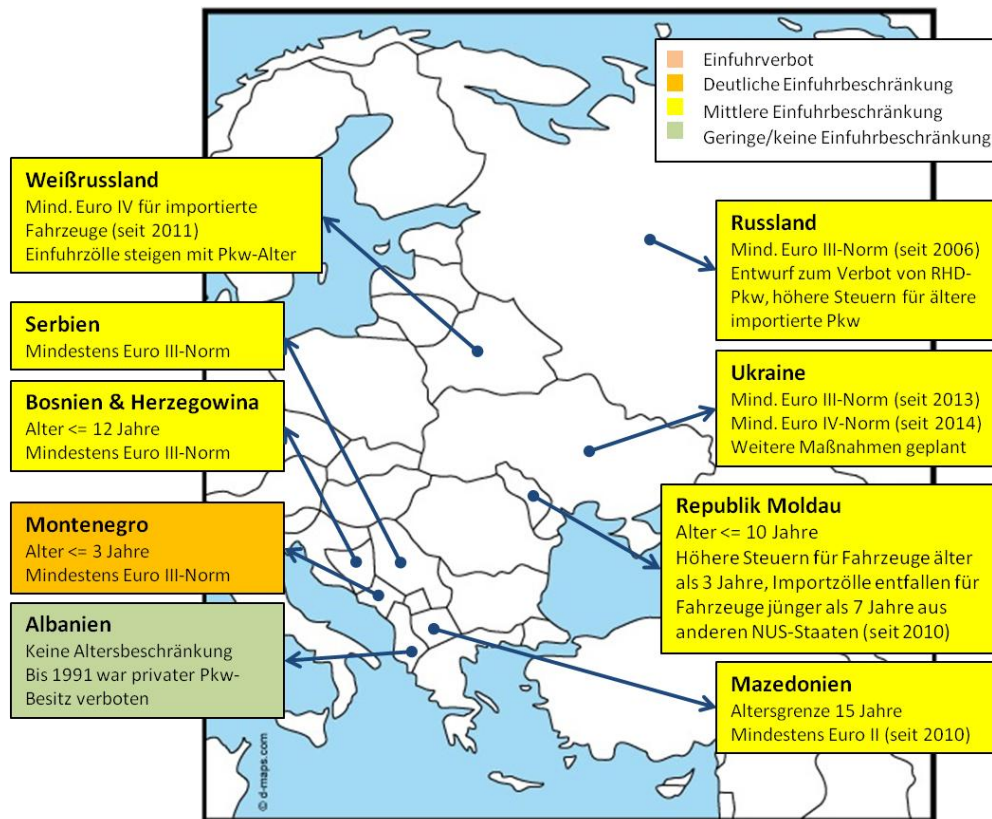 Einfuhrverbot
Deutliche Einfuhrbeschränkung
Mittlere Einfuhrbeschränkung
Geringe/keine Einfuhrbeschränkung
Weißrussland
Mind. Euro IV für importierte
Fahrzeuge (seit 2011)
Einfuhrzölle steigen mit Pkw-Alter
Serbien
Mindestens Euro III-Norm
Bosnien & Herzegowina
Alter <= 12 Jahre
Mindestens Euro III-Norm
Montenegro
Alter <= 3 Jahre
Mindestens Euro III-Norm
Albanien
Keine Altersbeschränkung
Bis 1991 war privater Pkw-
Besitz verboten
Russland
Mind. Euro III-Norm (seit 2006)
Entwurf zum Verbot von RHD-
Pkw, höhere Steuern für ältere
importierte Pkw
Ukraine
Mind. Euro III-Norm (seit 2013)
Mind. Euro IV-Norm (seit 2014)
Weitere Maßnahmen geplant
Republik Moldau
Alter <= 10 Jahre
Höhere Steuern für Fahrzeuge älter
als 3 Jahre, Importzölle entfallen für
Fahrzeuge jünger als 7 Jahre aus
anderen NUS-Staaten (seit 2010)
Mazedonien
Altersgrenze 15 Jahre
Mindestens Euro II (seit 2010)
© d-maps.com